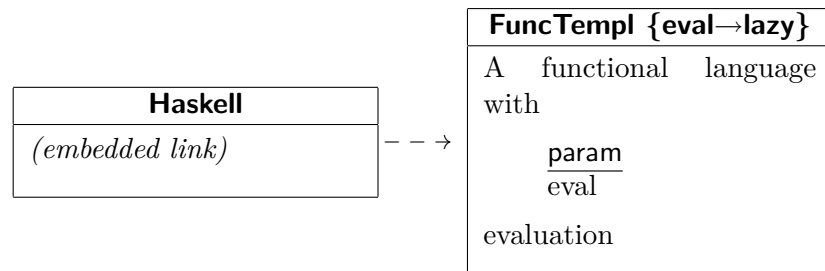 Haskell
(embedded link)
FuncTempl {eval→lazy}
A functional language
with
param
eval
evaluation